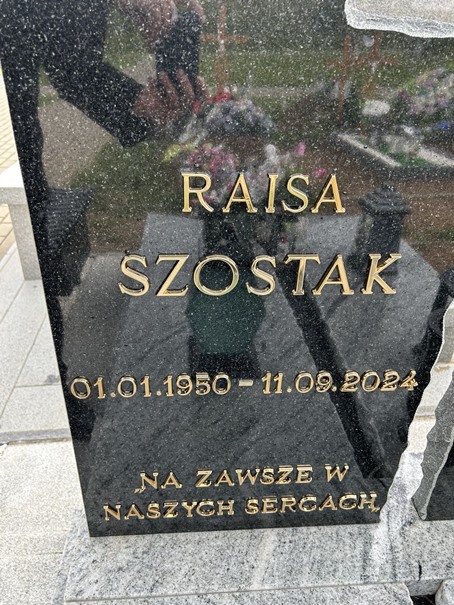 RAISA
SZOSTAK
01.01.1950 - 11.09.2024
„NA ZAWSZE W
NASZYCH SERCACH„